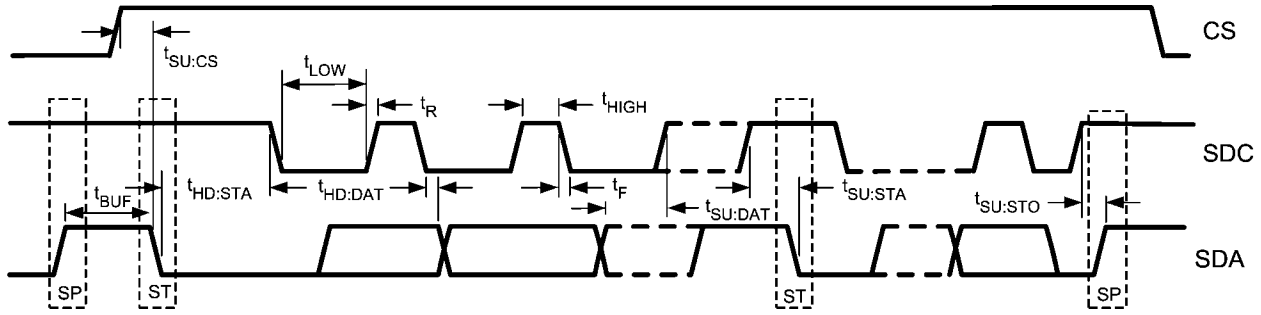 CS
tSU:CS
tLOW
tR
tHIGH
SDC
tHD:STA
tHD:DAT
tF
tSU:DAT
tSU:STA
tSU:STO
tBUF
SDA
SP
ST
ST
SP